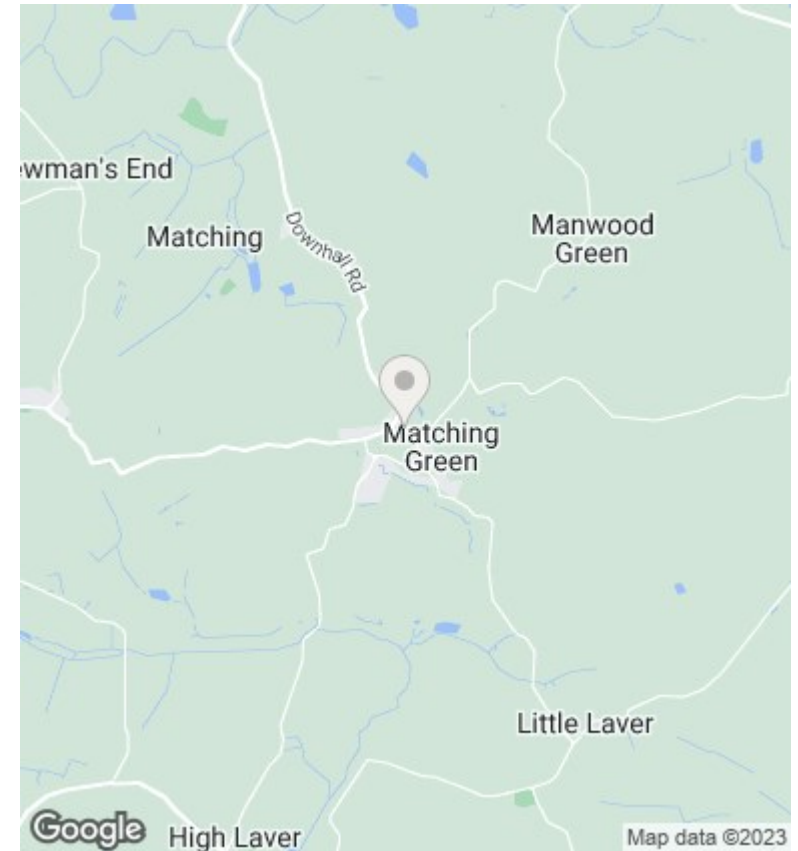 ewman's End
Matching
Downhall Rd
Manwood
Green
Matching
Green
Little Laver
High Laver
Google
Map data ©2023